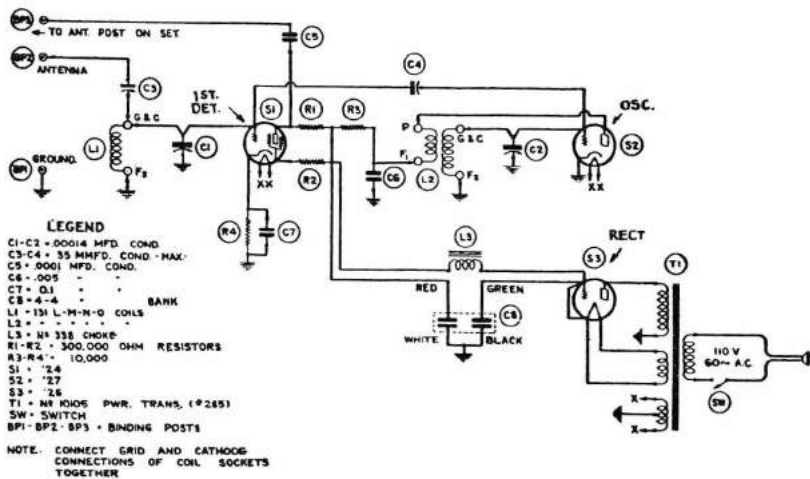 BP3
TO ANT. POST ON SET.
C5
BP2
ANTENNA
C3
C4
1ST. DET.
S1
R1
R3
OSC.
G & C
P
G & C
S2
L1
C1
F1
L2
C2
BP1
GROUND.
F2
XX
R2
C6
F2
XX
R4
C7
L3
S3
RECT
T1
RED
GREEN
C8
WHITE
BLACK
110 V
60~ A.C.
SW
X
X
LEGEND
C1-C2 = .00014 MFD. COND.
C3-C4 = 35 MMFD. COND.-MAX.
C5 = .0001 MFD. COND.
C6 = .005 " "
C7 = 0.1 " "
C8 = 4-4 " BANK
L1 = 131 L-M-N-O COILS
L2 = " " " " "
L3 = No 338 CHOKE
R1-R2 = 300,000 OHM RESISTORS
R3-R4 = 10,000
S1 = '24
S2 = '27
S3 = '26
T1 = No 10105 PWR. TRANS. (#265)
SW = SWITCH
BP1-BP2-BP3 = BINDING POSTS
NOTE. CONNECT GRID AND CATHODE
CONNECTIONS OF COIL SOCKETS
TOGETHER